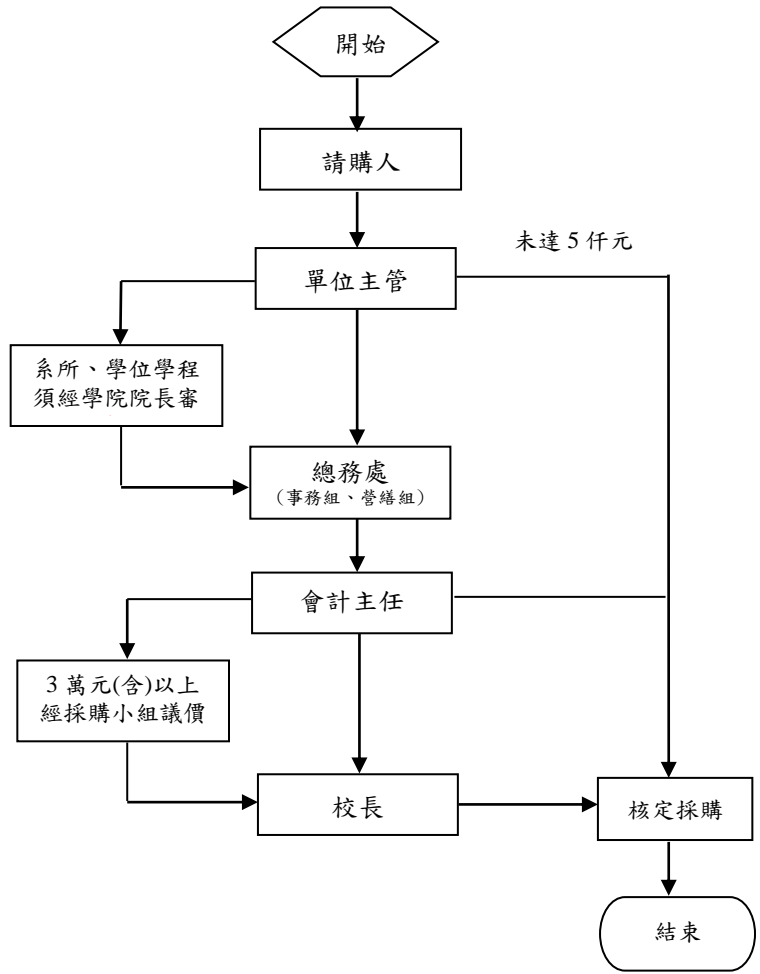 開始
請購人
未達 5 仟元
單位主管
系所、學位學程
須經學院院長審
總務處
（事務組、營繕組）
會計主任
3 萬元(含)以上
經採購小組議價
校長
核定採購
結束